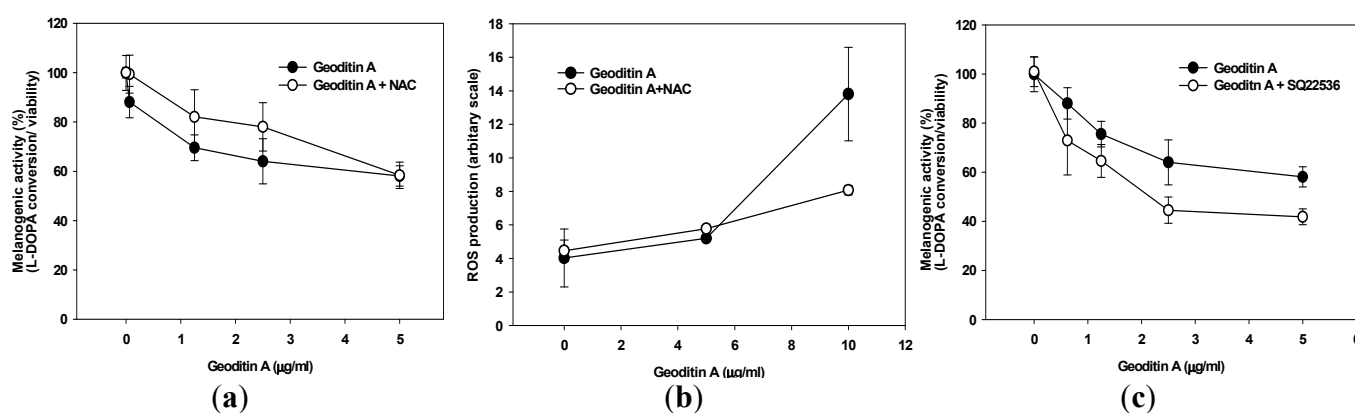 120
100
80
60
40
20
0
Melanogenic activity (%)
(L-DOPA conversion/ viability)
Geoditin A
Geoditin A + NAC
0 1 2 3 4 5
Geoditin A (μg/ml)
(a)
18
16
14
12
10
8
6
4
2
0
ROS production (arbitary scale)
Geoditin A
Geoditin A+NAC
0 2 4 6 8 10 12
Geoditin A (μg/ml)
(b)
120
100
80
60
40
20
0
Melanogenic activity (%)
(L-DOPA conversion/viability)
Geoditin A
Geoditn A + SQ22536
0 1 2 3 4 5 6
Geoditin A (μg/ml)
(c)